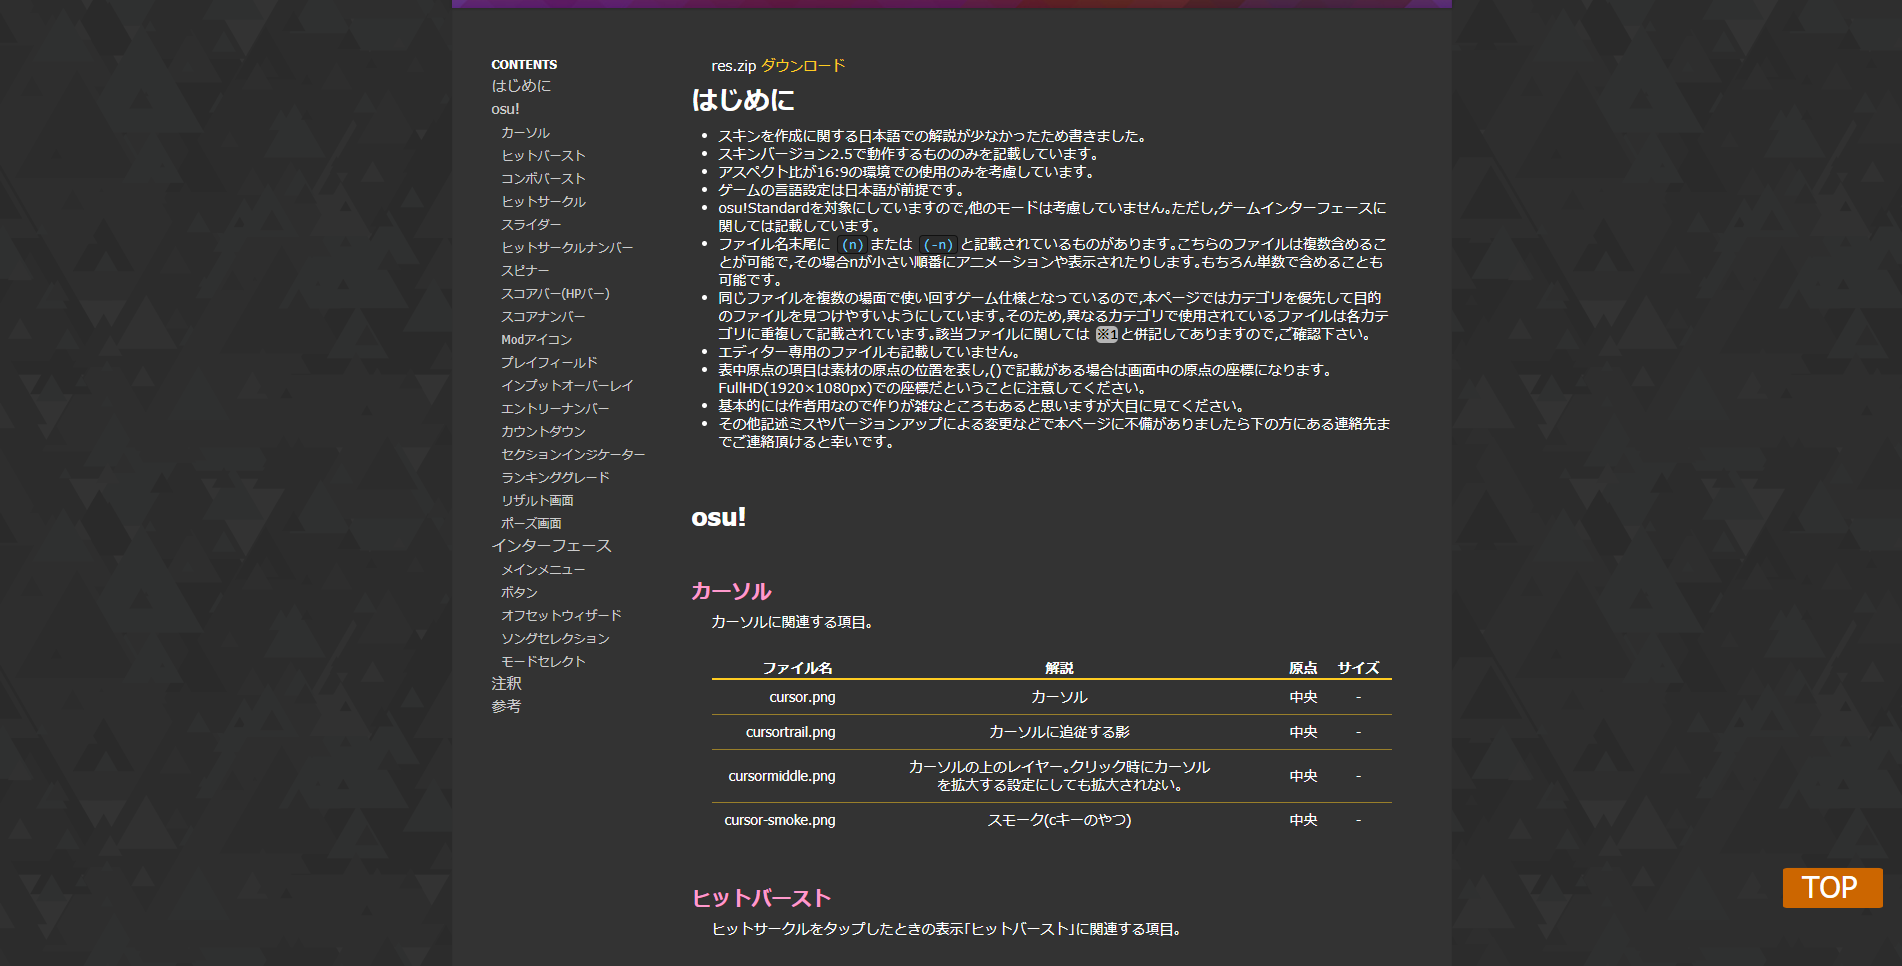 CONTENTS
はじめに
osu!
カーソル
ヒットバースト
コンボバースト
ヒットサークル
スライダー
ヒットサークルナンバー
スピナー
スコアバー(HPバー)
スコアナンバー
Modアイコン
プレイフィールド
インプットオーバーレイ
エントリーナンバー
カウントダウン
セクションインジケーター
ランキンググレード
リザルト画面
ポーズ画面
インターフェース
メインメニュー
ボタン
オフセットウィザード
ソングセレクション
モードセレクト
注釈
参考
res.zip ダウンロード
はじめに
• スキンを作成に関する日本語での解説が少なかったため書きました。
• スキンバージョン2.5で動作するもののみを記載しています。
• アスペクト比が16:9の環境での使用のみを考慮しています。
• ゲームの言語設定は日本語が前提です。
• osu!Standardを対象にしていますので,他のモードは考慮していません。ただし,ゲームインターフェースに
関しては記載しています。
• ファイル名末尾に (n) または (-n) と記載されているものがあります。こちらのファイルは複数含めるこ
とが可能で,その場合nが小さい順番にアニメーションや表示されたりします。もちろん単数で含めることも
可能です。
• 同じファイルを複数の場面で使い回すゲーム仕様となっているので,本ページではカテゴリを優先して目的
のファイルを見つけやすいようにしています。そのため,異なるカテゴリで使用されているファイルは各カテ
ゴリに重複して記載されています。該当ファイルに関しては ※1 と併記してありますので,ご確認下さい。
• エディター専用のファイルも記載していません。
• 表中原点の項目は素材の原点の位置を表し,()で記載がある場合は画面中の原点の座標になります。
FullHD(1920×1080px)での座標だということに注意してください。
• 基本的には作者用なので作りが雑なところもあると思いますが大目に見てください。
• その他記述ミスやバージョンアップによる変更などで本ページに不備がありましたら下の方にある連絡先ま
でご連絡頂けると幸いです。
osu!
カーソル
カーソルに関連する項目。
ファイル名 解説 原点 サイズ
cursor.png カーソル 中央 -
cursortrail.png カーソルに追従する影 中央 -
cursormiddle.png カーソルの上のレイヤー。クリック時にカーソル
を拡大する設定にしても拡大されない。 中央 -
cursor-smoke.png スモーク(cキーのやつ) 中央 -
ヒットバースト
ヒットサークルをタップしたときの表示「ヒットバースト」に関連する項目。
TOP